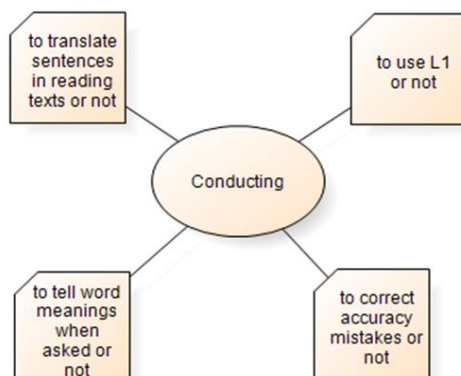 to translate
sentences
in reading
texts or not
to use L1
or not
Conducting
to tell word
meanings
when
asked or
not
to correct
accuracy
mistakes or
not